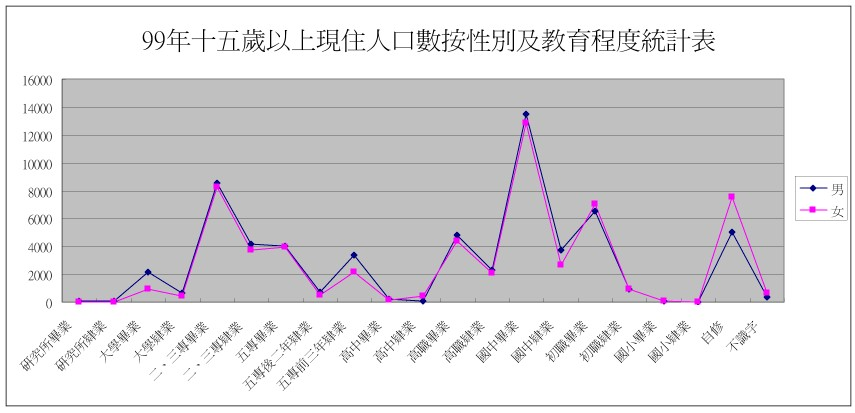 99年十五歲以上現住人口數按性別及教育程度統計表
16000
14000
12000
10000
8000
6000
4000
2000
0
男
女
研究所畢業
研究所肄業
大學畢業
大學肄業
二、三專畢業
二、三專肄業
五專畢業
五專後二年肄業
五專前三年肄業
高中畢業
高中肄業
高職畢業
高職肄業
國中畢業
國中肄業
初職畢業
初職肄業
國小畢業
國小肄業
自修
不識字